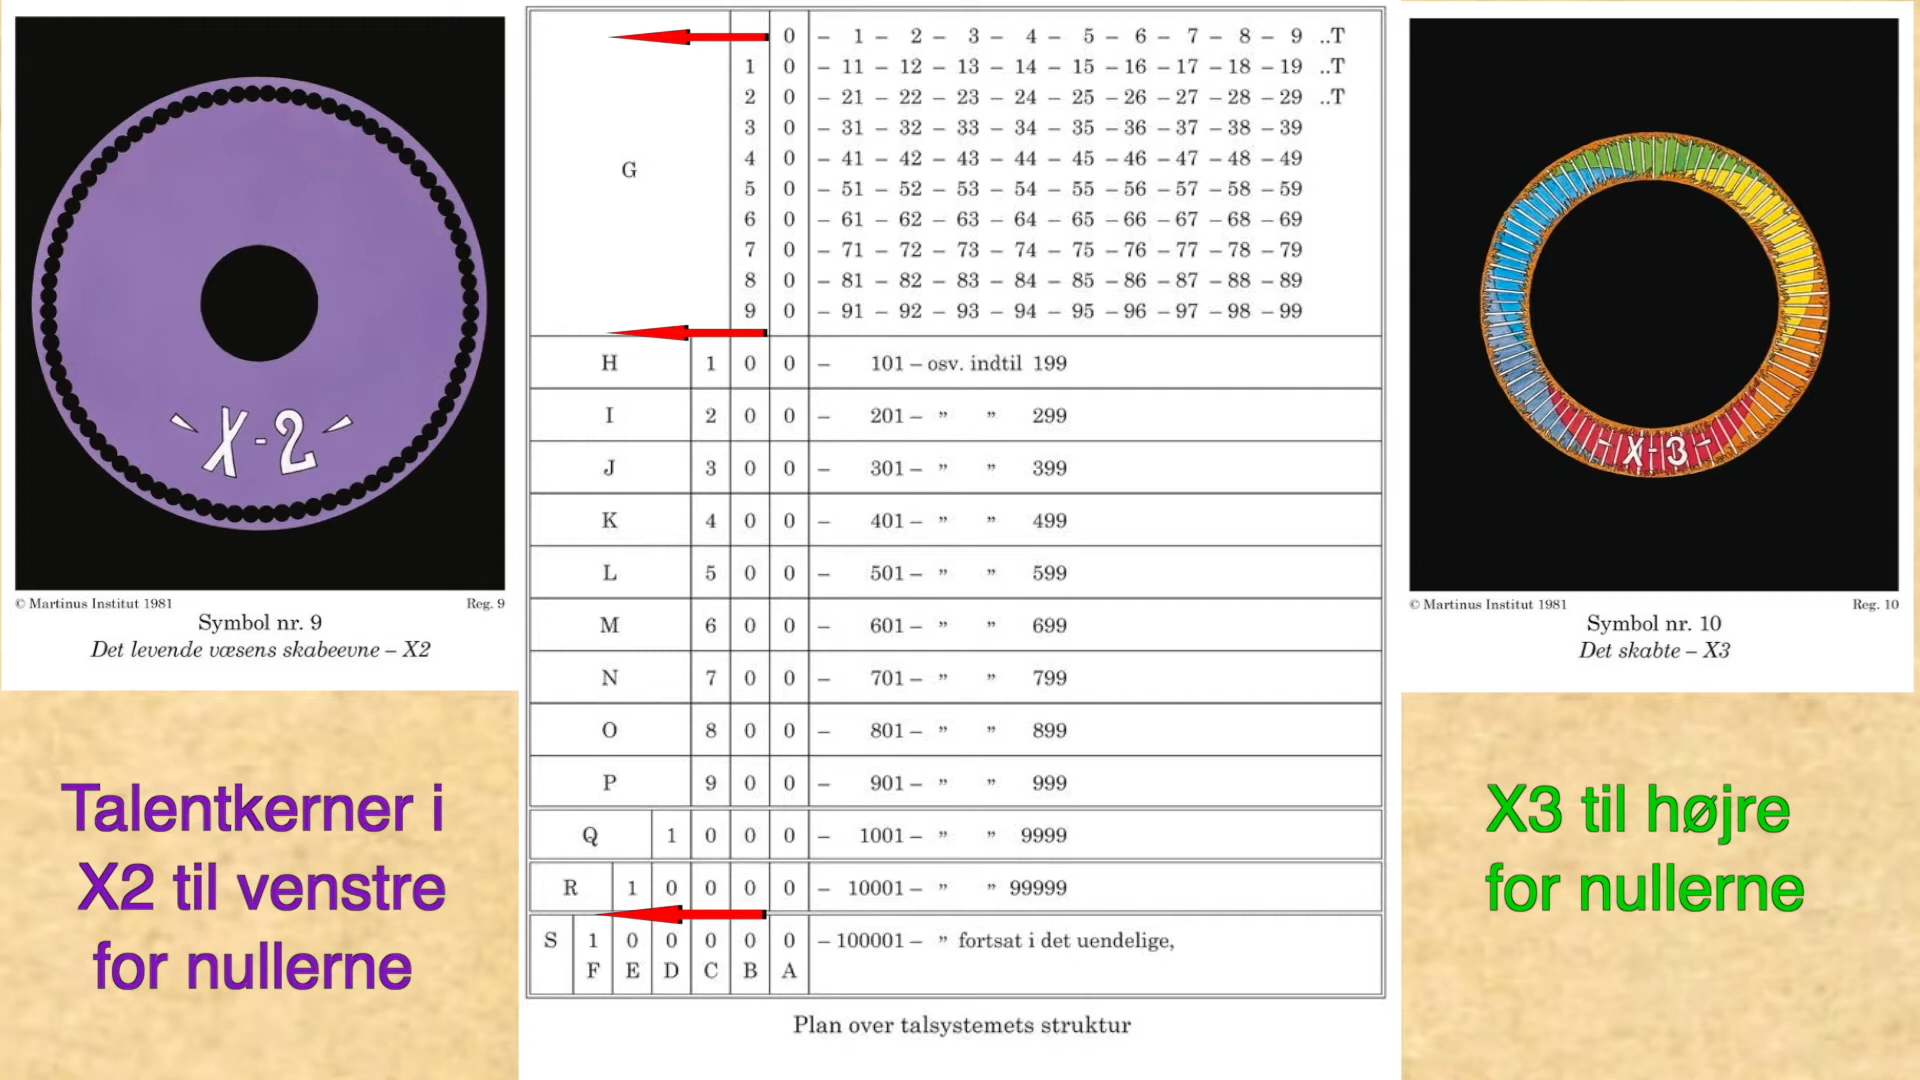 X-2
© Martinus Institut 1981 Reg. 9
Symbol nr. 9
Det levende væsens skabeevne – X2
Talentkerner i
X2 til venstre
for nullerne
0 – 1 – 2 – 3 – 4 – 5 – 6 – 7 – 8 – 9 ..T
1 0 – 11 – 12 – 13 – 14 – 15 – 16 – 17 – 18 – 19 ..T
2 0 – 21 – 22 – 23 – 24 – 25 – 26 – 27 – 28 – 29 ..T
3 0 – 31 – 32 – 33 – 34 – 35 – 36 – 37 – 38 – 39
4 0 – 41 – 42 – 43 – 44 – 45 – 46 – 47 – 48 – 49
G
5 0 – 51 – 52 – 53 – 54 – 55 – 56 – 57 – 58 – 59
6 0 – 61 – 62 – 63 – 64 – 65 – 66 – 67 – 68 – 69
7 0 – 71 – 72 – 73 – 74 – 75 – 76 – 77 – 78 – 79
8 0 – 81 – 82 – 83 – 84 – 85 – 86 – 87 – 88 – 89
9 0 – 91 – 92 – 93 – 94 – 95 – 96 – 97 – 98 – 99
H 1 0 0 – 101 – osv. indtil 199
I 2 0 0 – 201 – ” ” 299
J 3 0 0 – 301 – ” ” 399
K 4 0 0 – 401 – ” ” 499
L 5 0 0 – 501 – ” ” 599
M 6 0 0 – 601 – ” ” 699
N 7 0 0 – 701 – ” ” 799
O 8 0 0 – 801 – ” ” 899
P 9 0 0 – 901 – ” ” 999
Q 1 0 0 0 – 1001 – ” ” 9999
R 1 0 0 0 0 – 10001 – ” ” 99999
S 1 0 0 0 0 0 – 100001 – ” fortsat i det uendelige,
F E D C B A
Plan over talsystemets struktur
X-3
© Martinus Institut 1981 Reg. 10
Symbol nr. 10
Det skabte – X3
X3 til højre
for nullerne